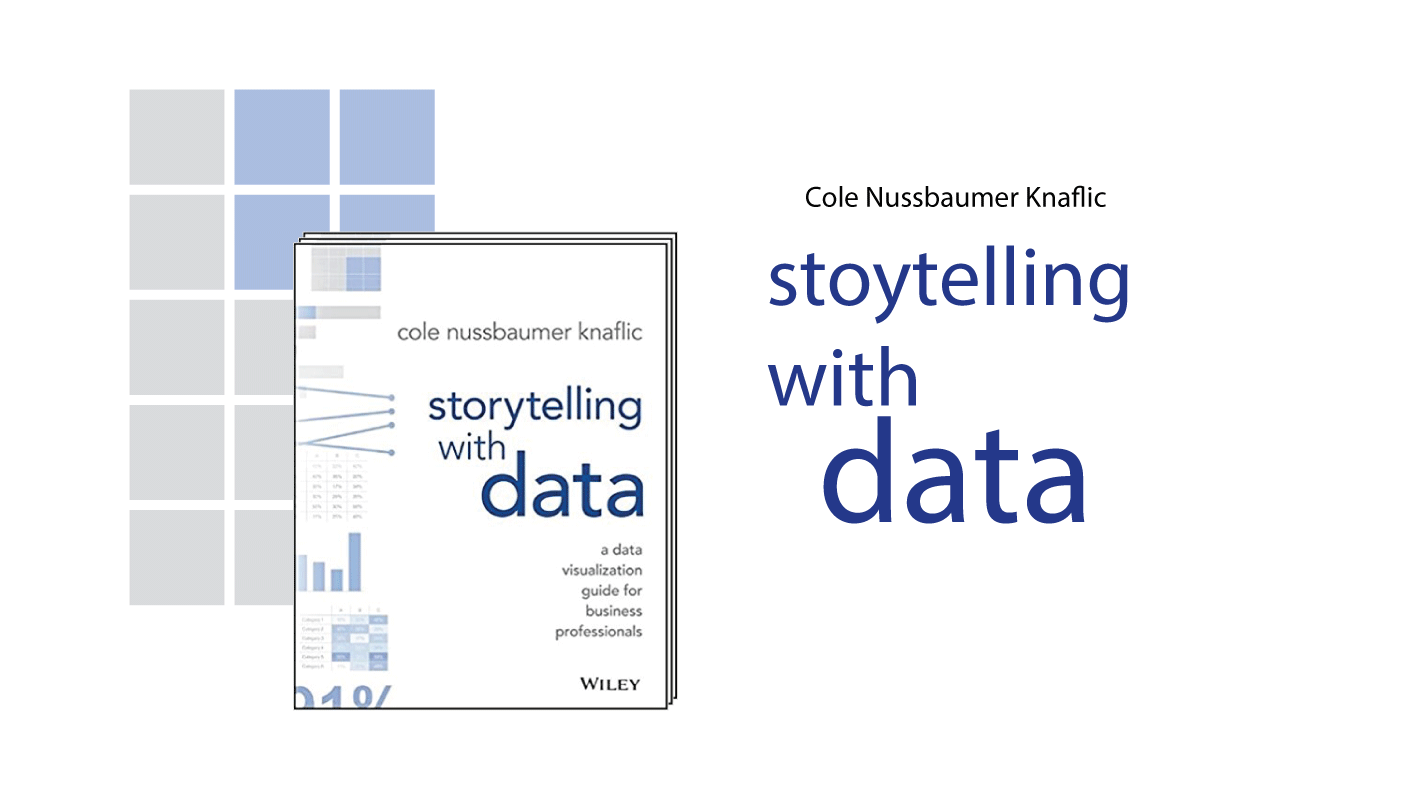 cole nussbaumer knaflic
storytelling
with
data
a data
visualization
guide for
business
professionals
WILEY
91%
Cole Nussbaumer Knaflic
stoytelling
with
data